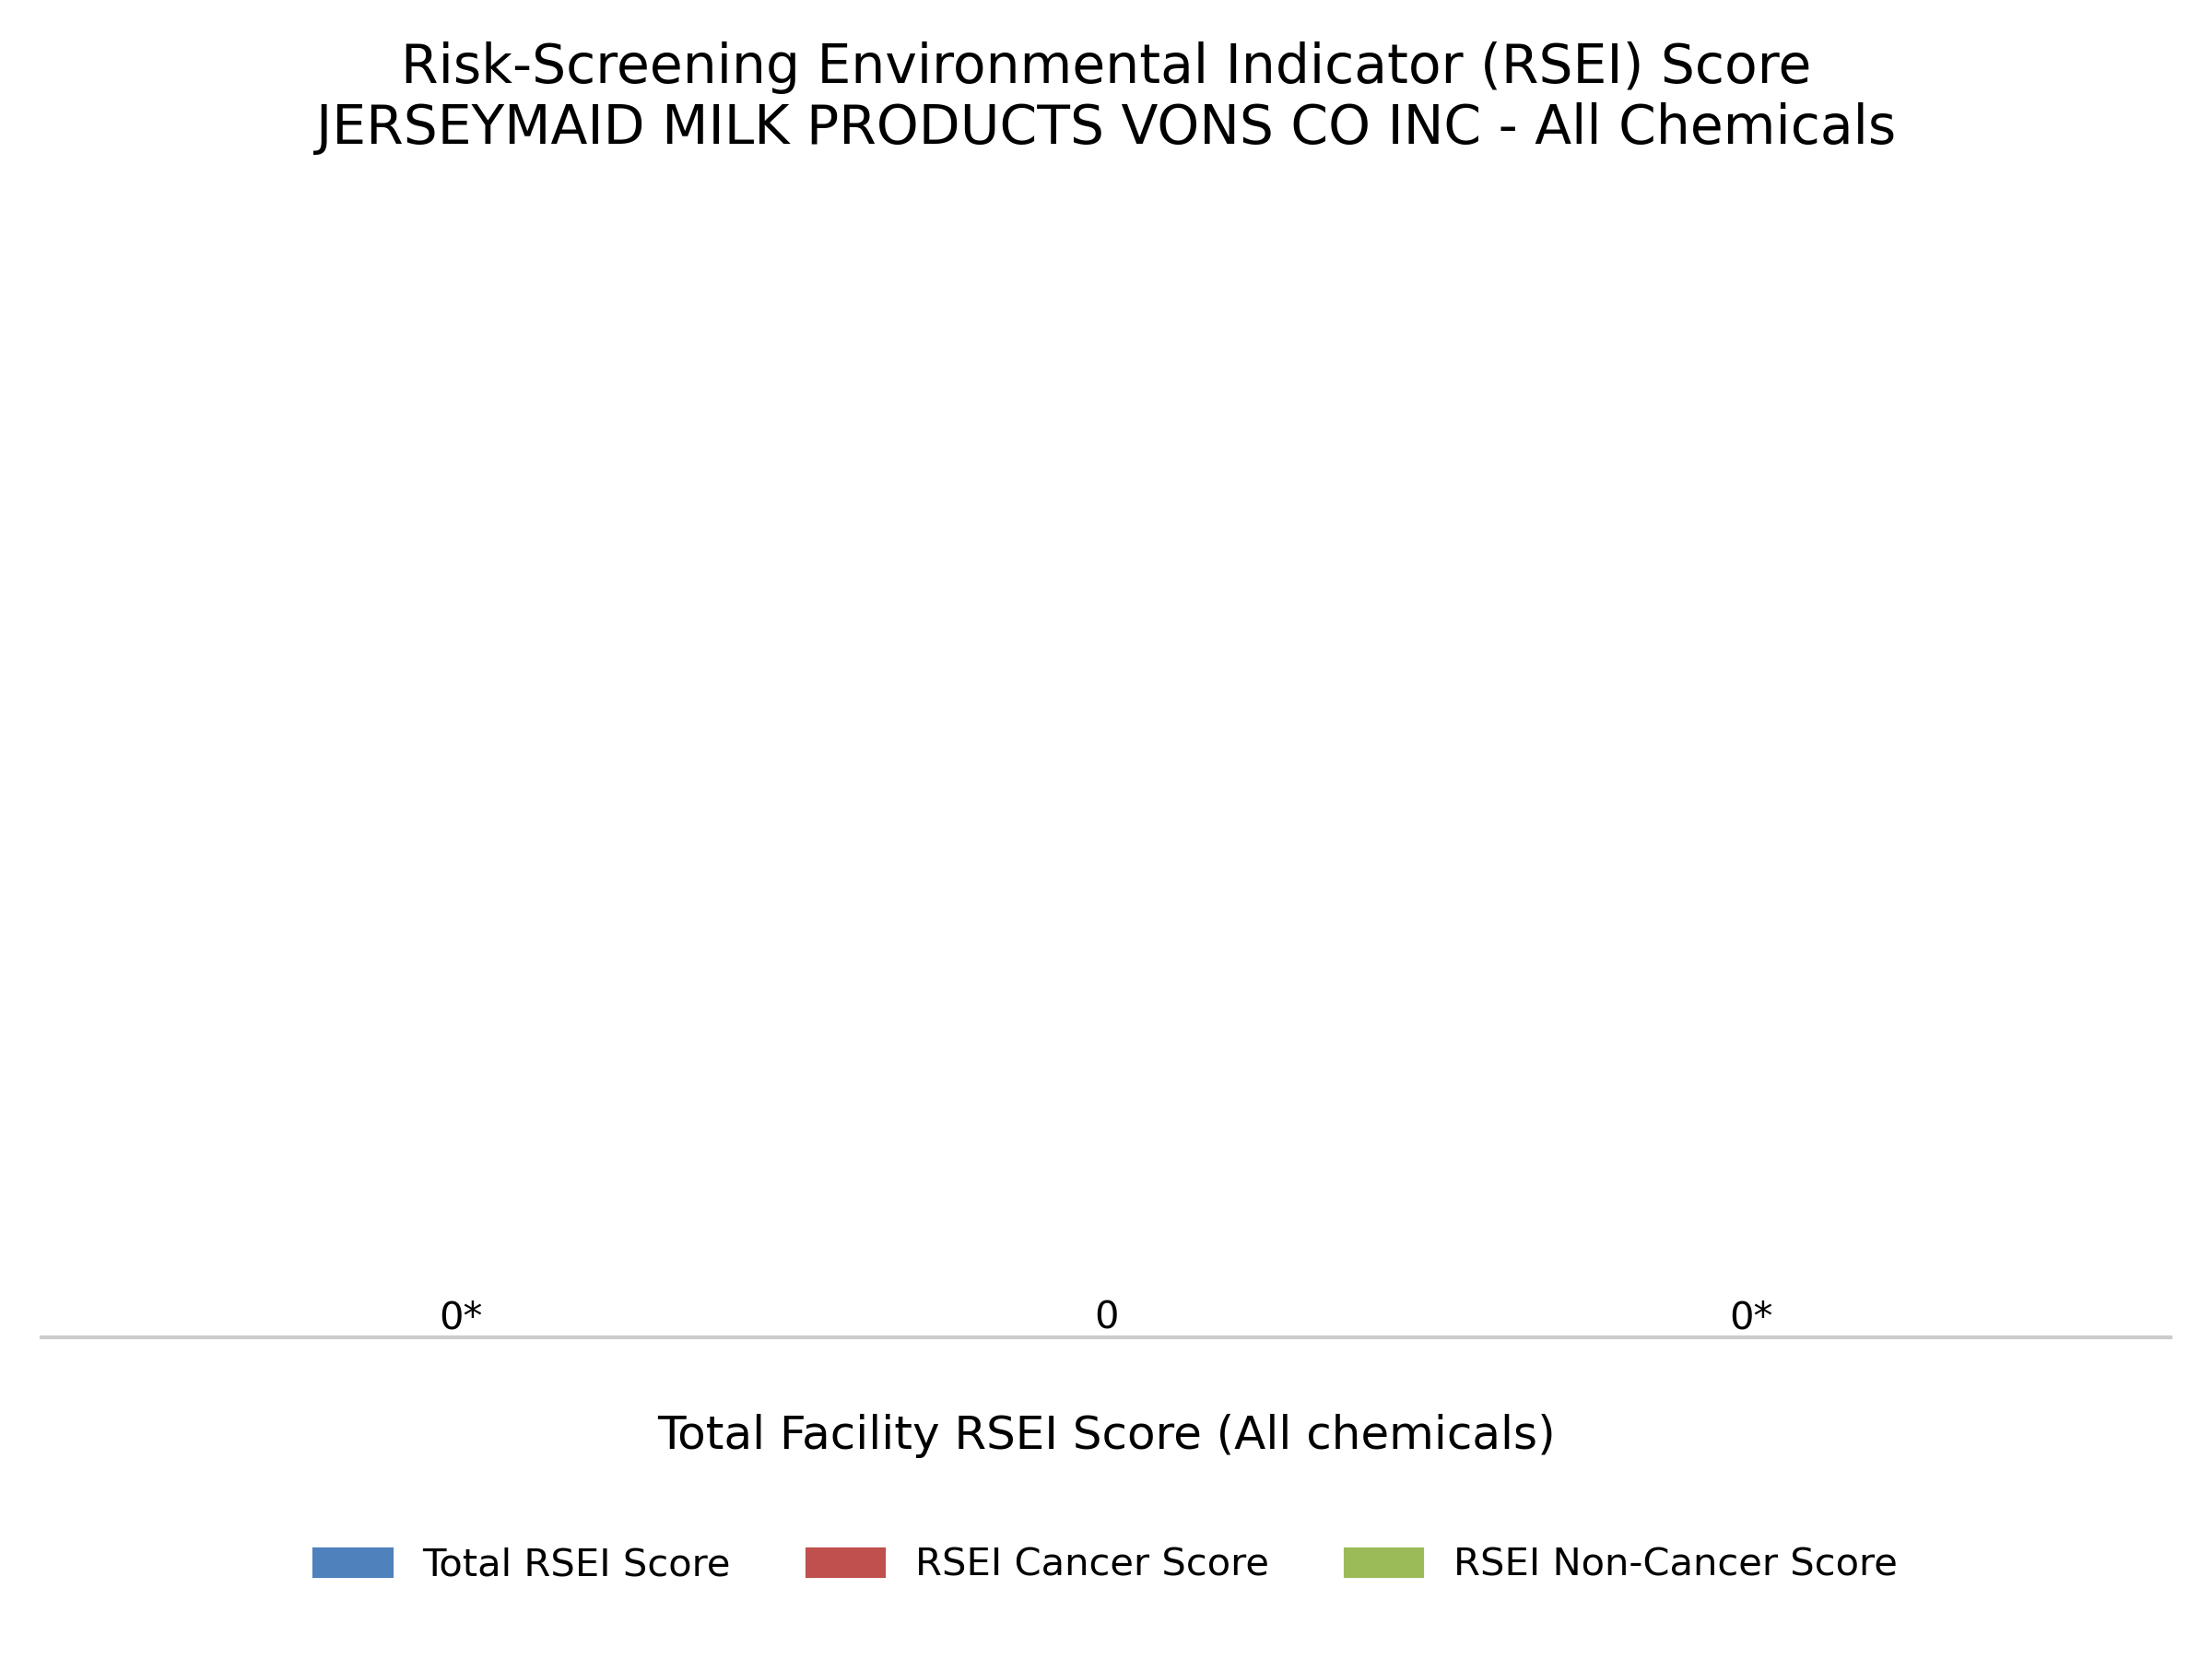 Risk-Screening Environmental Indicator (RSEI) Score
JERSEYMAID MILK PRODUCTS VONS CO INC - All Chemicals
0*
0
0*
Total Facility RSEI Score (All chemicals)
Total RSEI Score
RSEI Cancer Score
RSEI Non-Cancer Score